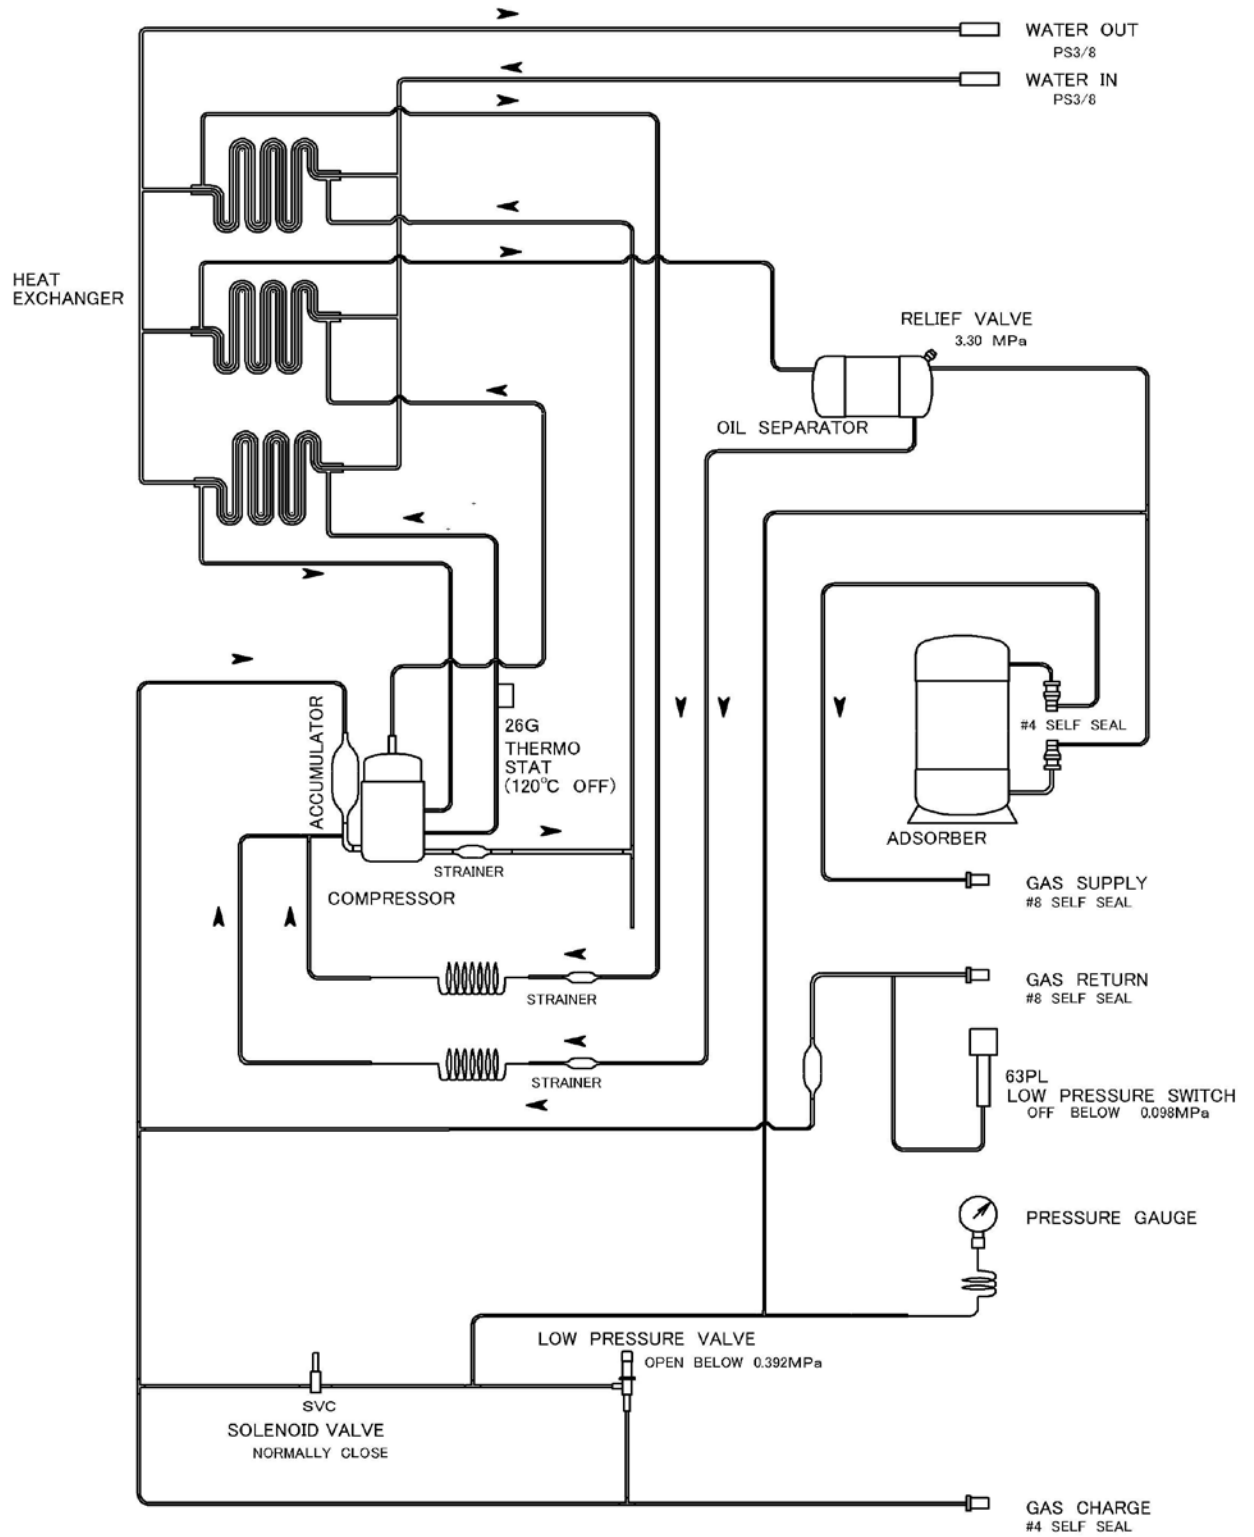 WATER OUT
PS3/8
WATER IN
PS3/8
HEAT
EXCHANGER
RELIEF VALVE
3.30 MPa
OIL SEPARATOR
ACCUMULATOR
26G
THERMO
STAT
(120°C OFF)
#4 SELF SEAL
ADSORBER
STRAINER
COMPRESSOR
GAS SUPPLY
#8 SELF SEAL
STRAINER
GAS RETURN
#8 SELF SEAL
STRAINER
63PL
LOW PRESSURE SWITCH
OFF BELOW 0.098MPa
PRESSURE GAUGE
LOW PRESSURE VALVE
OPEN BELOW 0.392MPa
SVC
SOLENOID VALVE
NORMALLY CLOSE
GAS CHARGE
#4 SELF SEAL